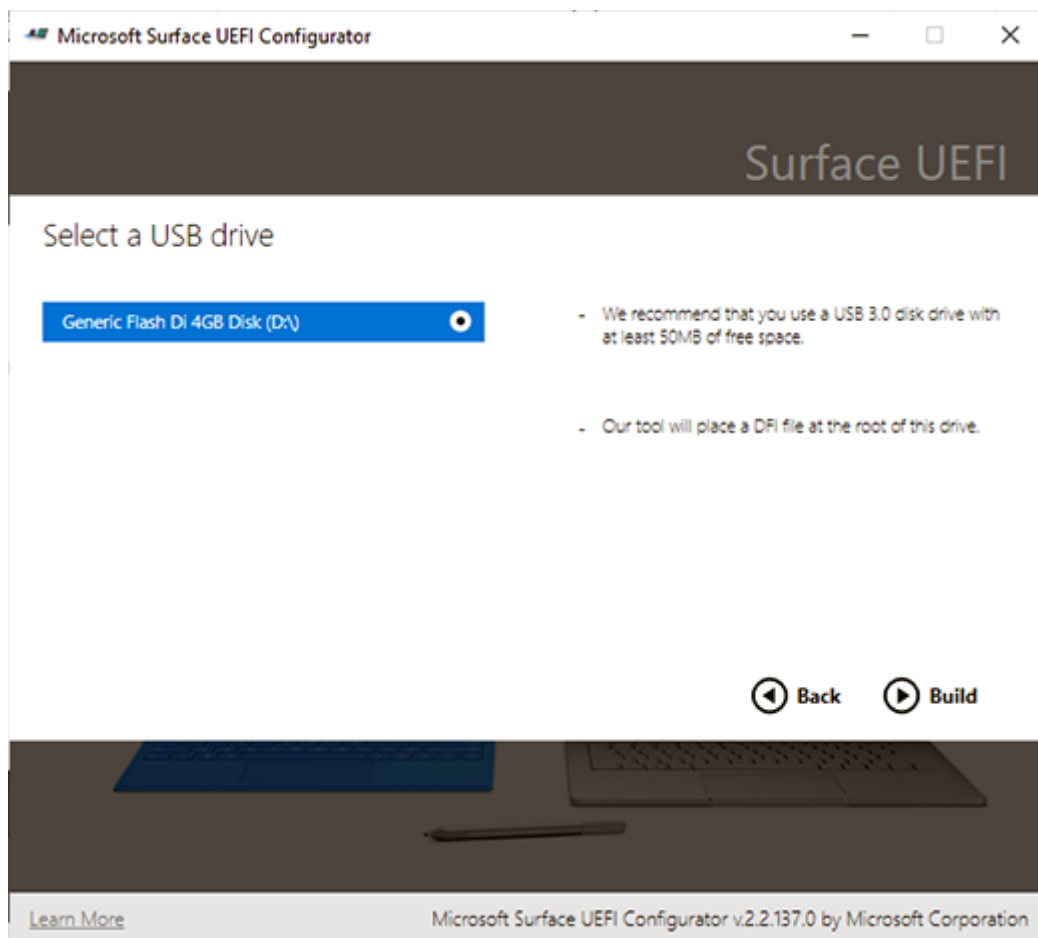 Microsoft Surface UEFI Configurator
Surface UEFI
Select a USB drive
Generic Flash Di 4GB Disk (D:\)
- We recommend that you use a USB 3.0 disk drive with
at least 50MB of free space.
- Our tool will place a DFI file at the root of this drive.
Back
Build
Learn More
Microsoft Surface UEFI Configurator v.2.2.137.0 by Microsoft Corporation